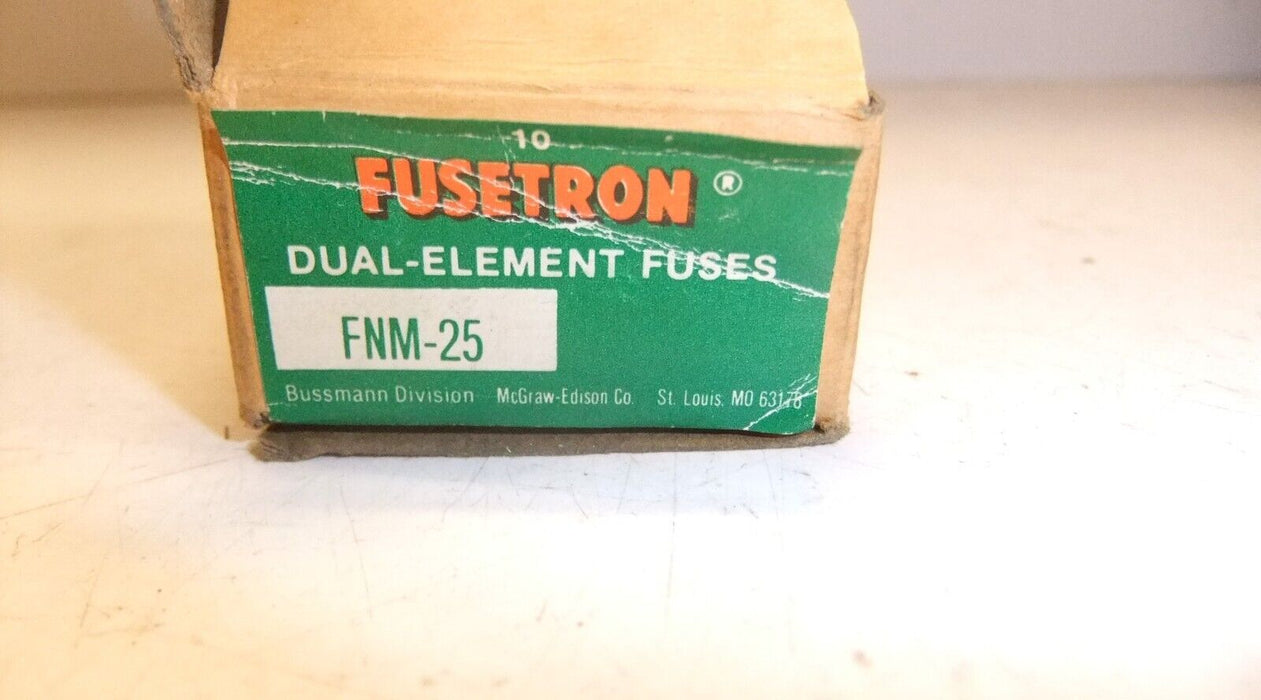 10
FUSETRON ®
DUAL-ELEMENT FUSES
FNM-25
Bussmann Division McGraw-Edison Co. St. Louis, MO 63178